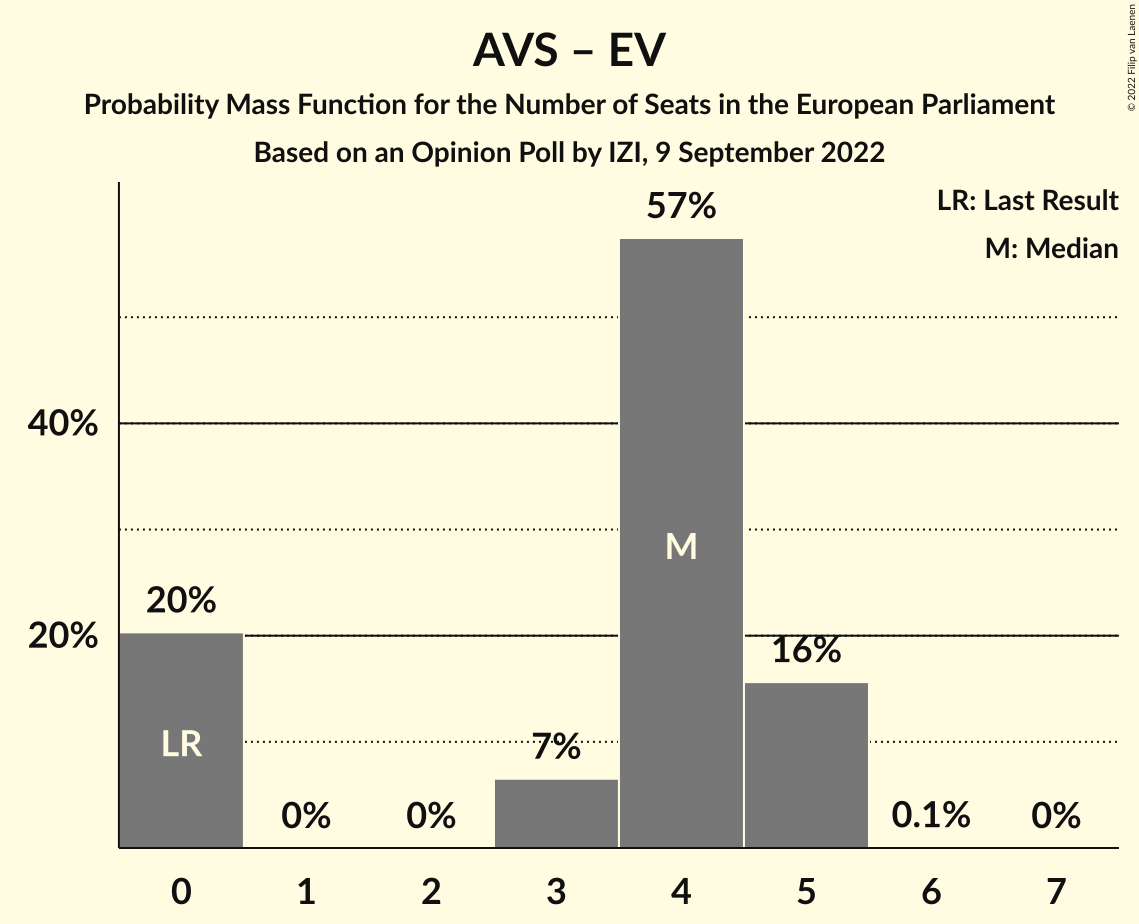 AVS – EV
Probability Mass Function for the Number of Seats in the European Parliament
Based on an Opinion Poll by IZI, 9 September 2022
© 2022 Filip van Laenen
LR: Last Result
M: Median
57%
40%
M
20%
20%
16%
LR
7%
0%
0%
0.1%
0%
0 1 2 3 4 5 6 7